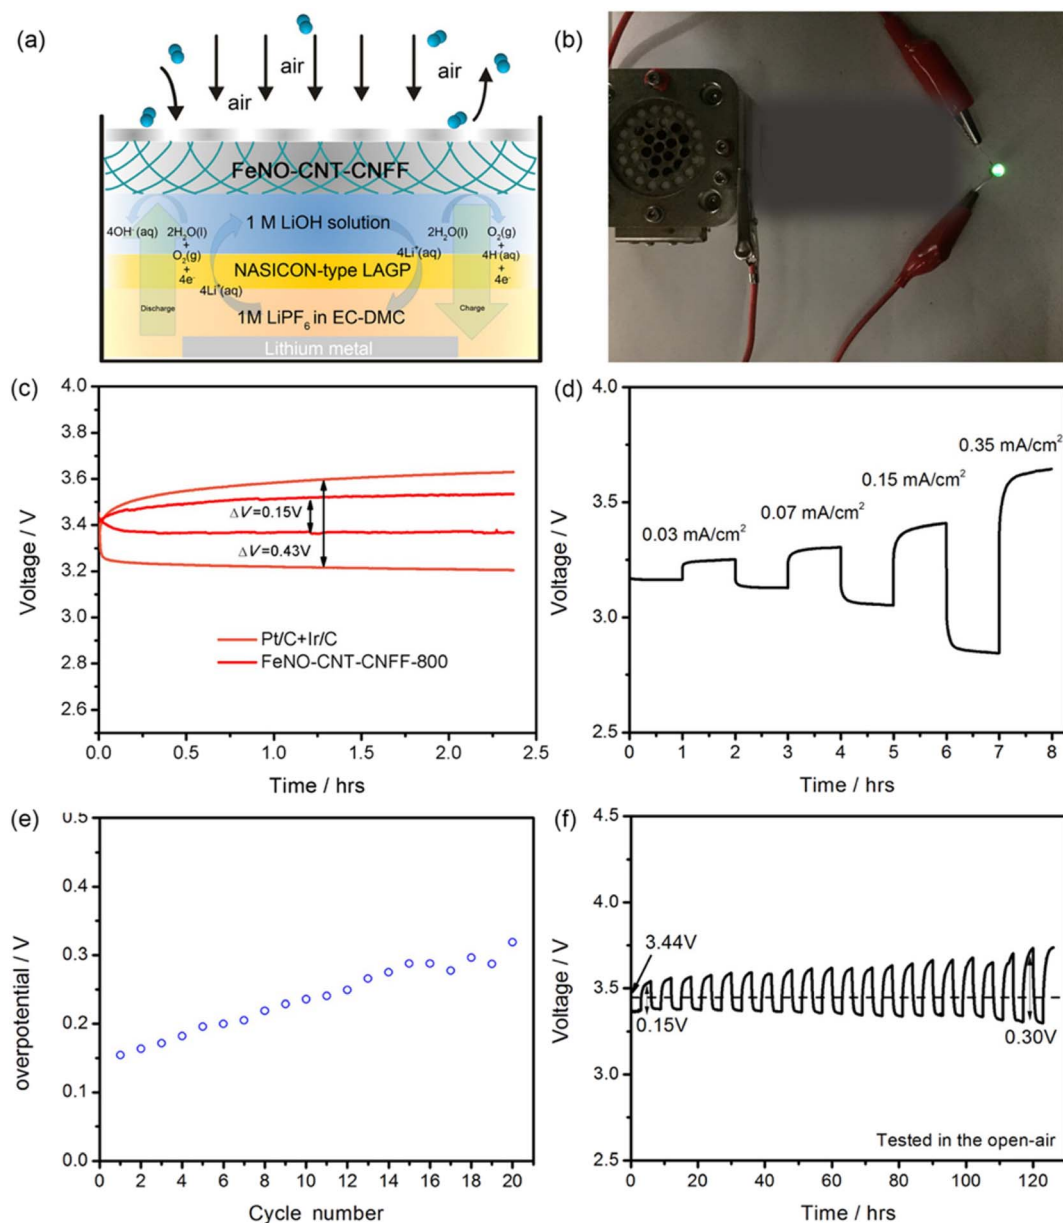 (a)
air
air
air
FeNO-CNT-CNFF
1 M LiOH solution
4OH⁻(aq)
2H₂O(l)
+
O₂(g)
+
4e⁻
4Li⁺(aq)
4Li⁺(aq)
2H₂O(l)
O₂(g)
+
4H⁺(aq)
+
4e⁻
NASICON-type LAGP
Discharge
Charge
1M LiPF₆ in EC-DMC
Lithium metal
(b)
(c)
4.0
3.8
3.6
3.4
3.2
3.0
2.8
2.6
Voltage / V
ΔV=0.15V
ΔV=0.43V
Pt/C+Ir/C
FeNO-CNT-CNFF-800
0.0
0.5
1.0
1.5
2.0
2.5
Time / hrs
(d)
4.0
3.5
3.0
2.5
Voltage / V
0.03 mA/cm²
0.07 mA/cm²
0.15 mA/cm²
0.35 mA/cm²
0 1 2 3 4 5 6 7 8
Time / hrs
(e)
0.5
0.4
0.3
0.2
0.1
0.0
overpotential / V
0 2 4 6 8 10 12 14 16 18 20
Cycle number
(f)
4.5
4.0
3.5
3.0
2.5
Voltage / V
3.44V
0.15V
0.30V
Tested in the open-air
0 10 20 30 40 50 60 70 80 90 100 120
Time / hrs